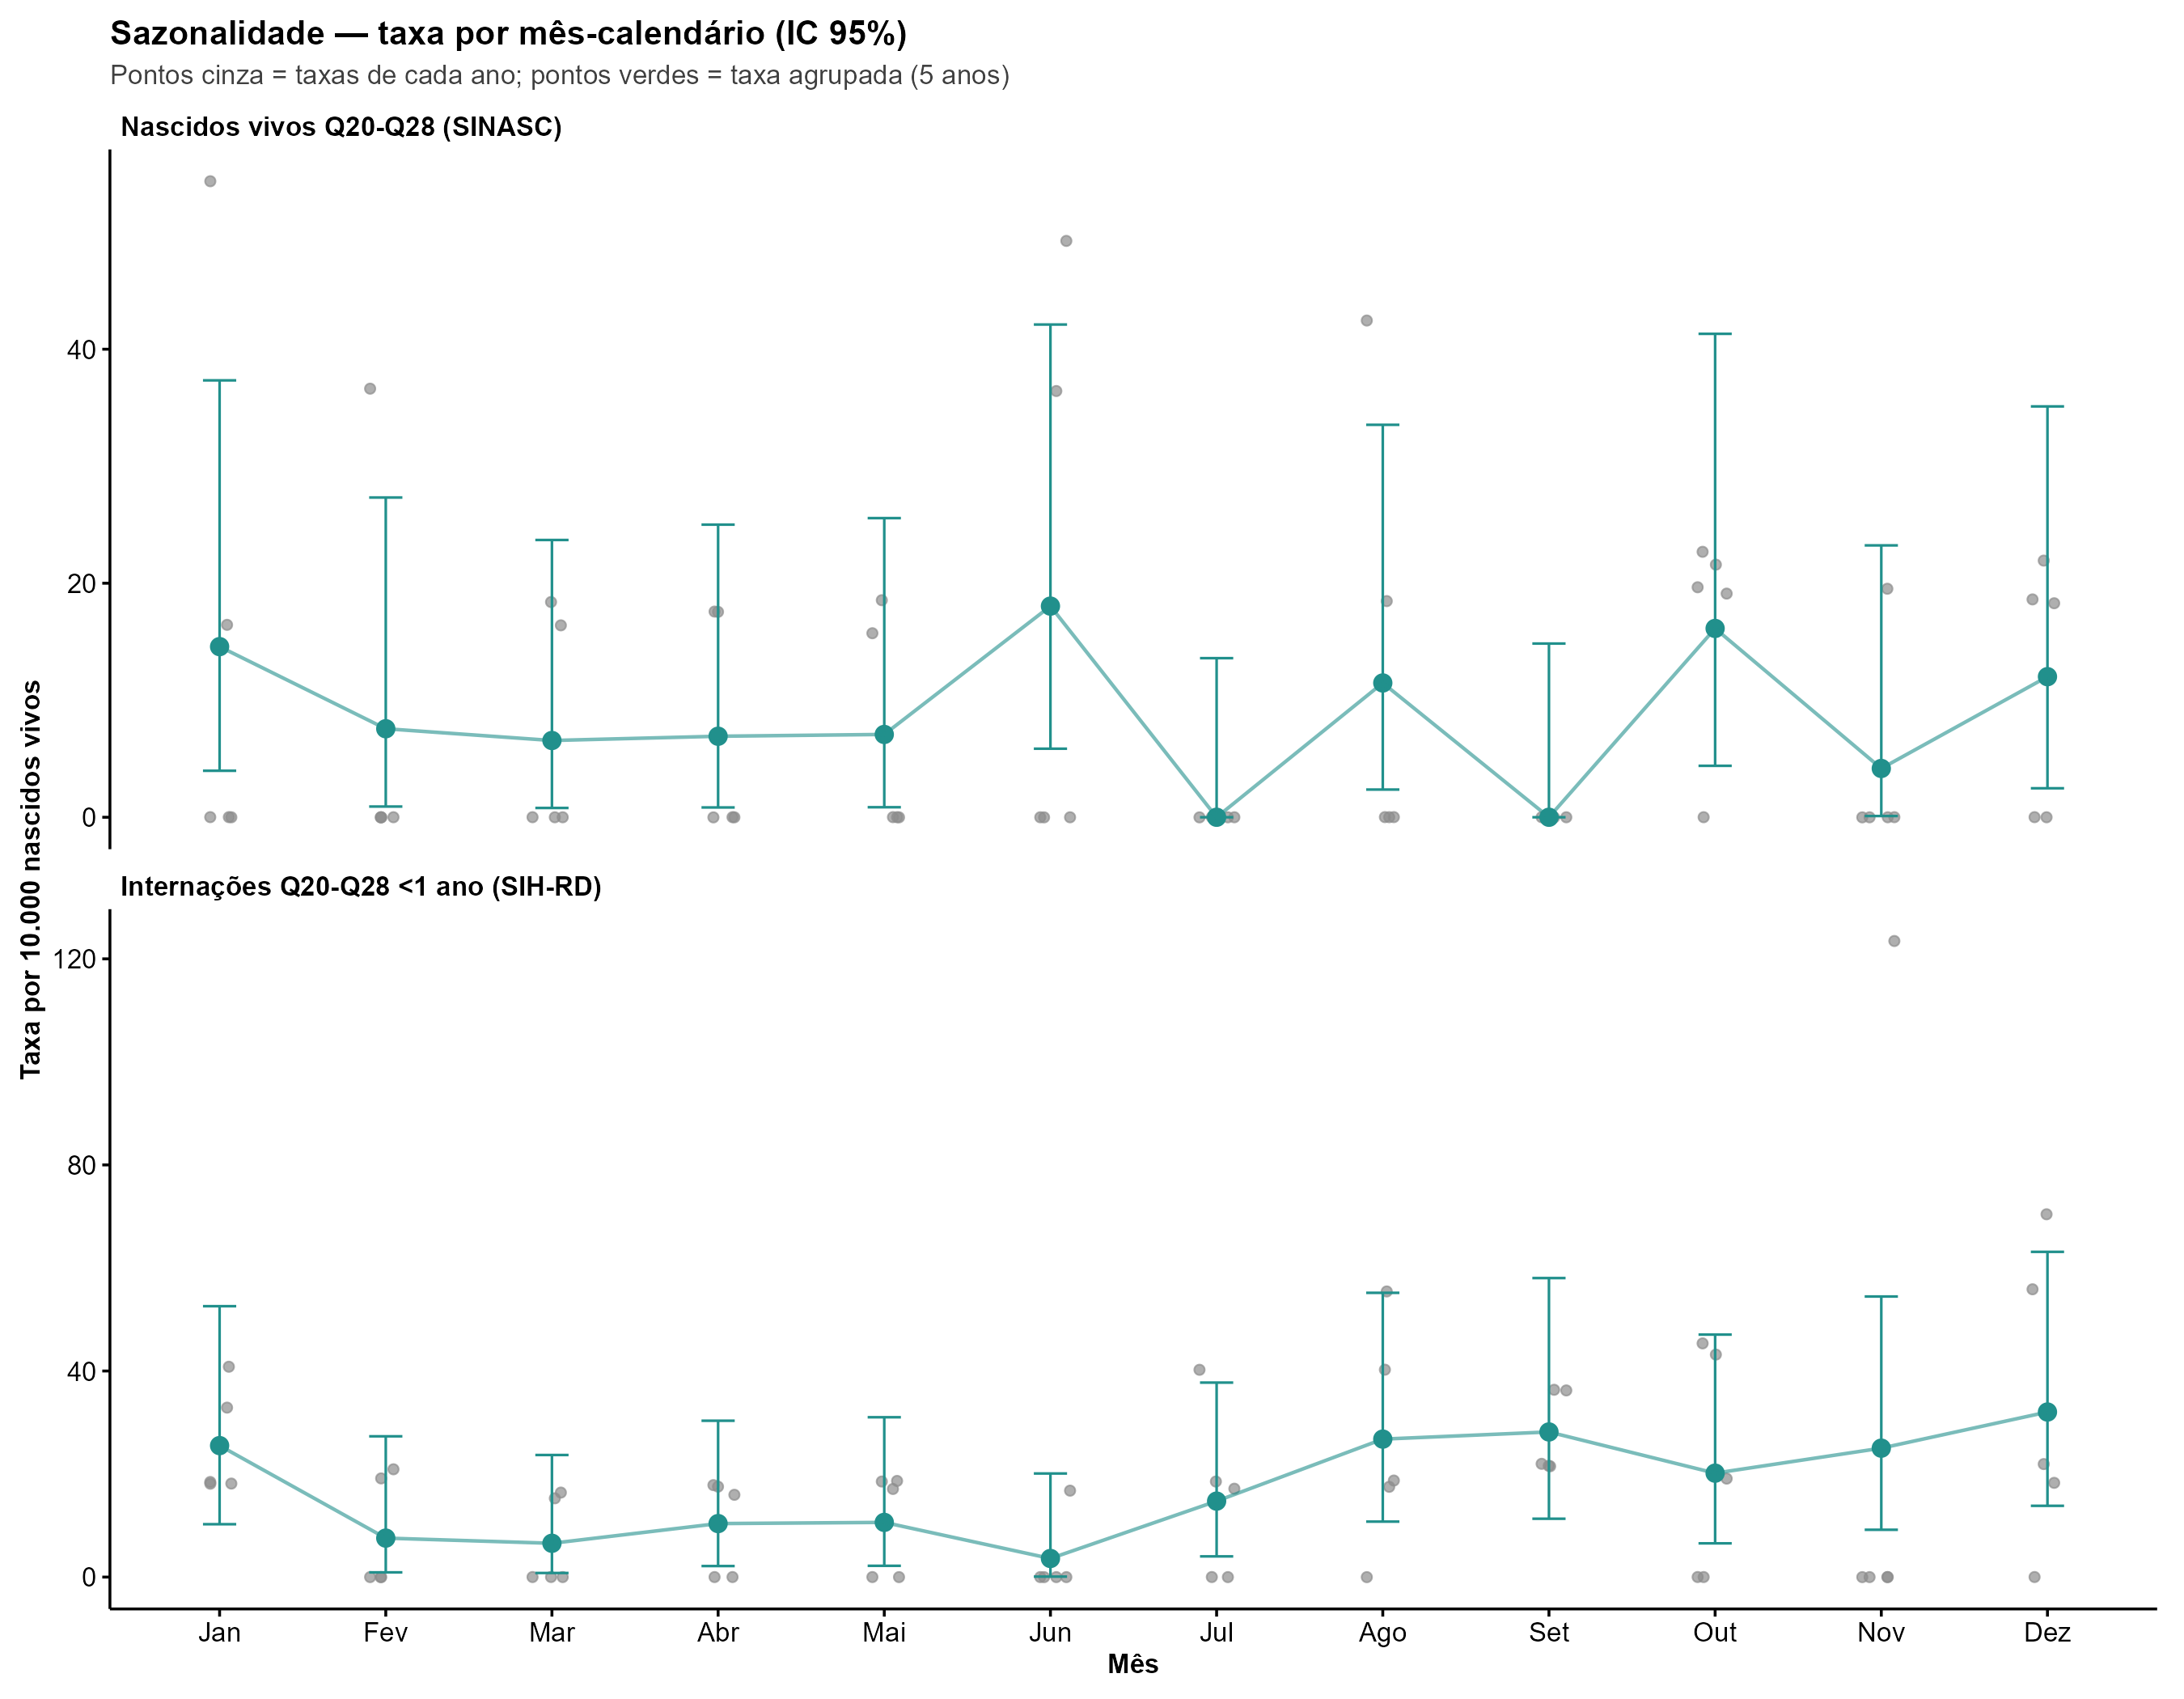 Sazonalidade — taxa por mês-calendário (IC 95%)
Pontos cinza = taxas de cada ano; pontos verdes = taxa agrupada (5 anos)
Nascidos vivos Q20-Q28 (SINASC)
40
20
0
Taxa por 10.000 nascidos vivos
Internações Q20-Q28 <1 ano (SIH-RD)
120
80
40
0
Jan Fev Mar Abr Mai Jun Jul Ago Set Out Nov Dez
Mês